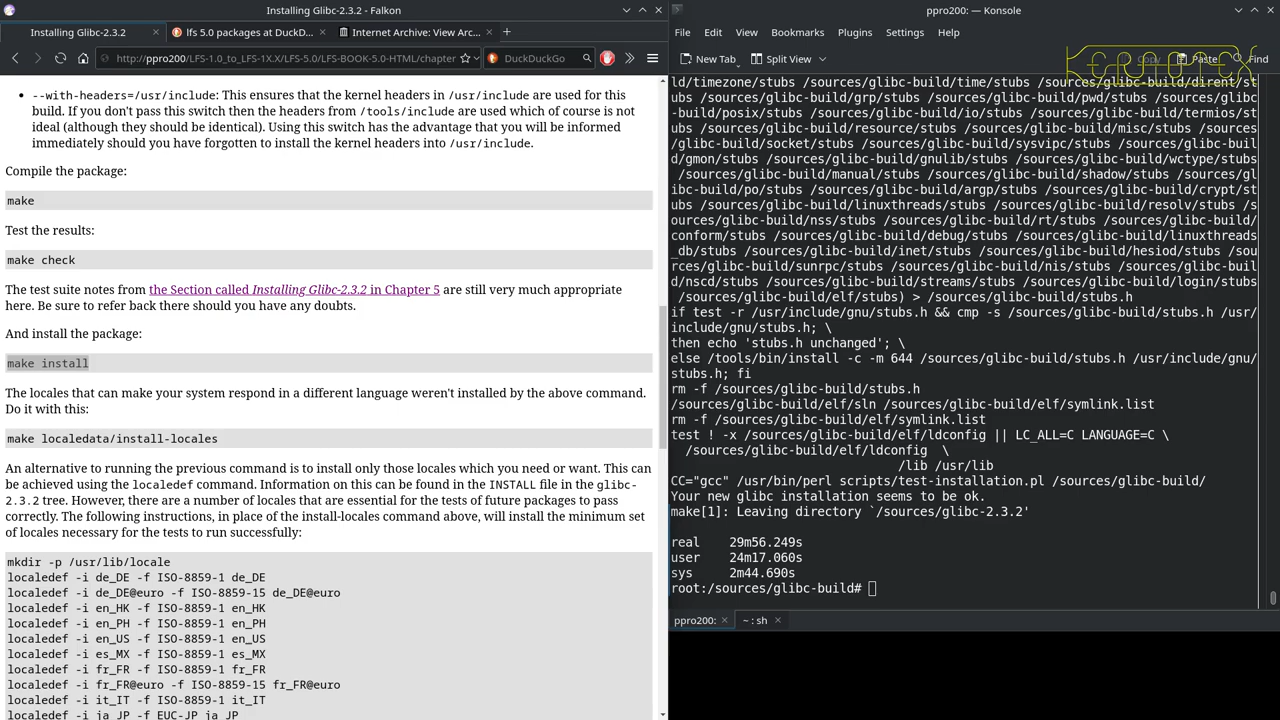 Installing Glibc-2.3.2 - Falkon
Installing Glibc-2.3.2
lfs 5.0 packages at DuckD...
Internet Archive: View Arc...
http://ppro200/LFS-1.0_to_LFS-1X.X/LFS-5.0/LFS-BOOK-5.0-HTML/chapter
DuckDuckGo
--with-headers=/usr/include: This ensures that the kernel headers in /usr/include are used for this
build. If you don't pass this switch then the headers from /tools/include are used which of course is not
ideal (although they should be identical). Using this switch has the advantage that you will be informed
immediately should you have forgotten to install the kernel headers into /usr/include.
Compile the package:
make
Test the results:
make check
The test suite notes from the Section called Installing Glibc-2.3.2 in Chapter 5 are still very much appropriate
here. Be sure to refer back there should you have any doubts.
And install the package:
make install
The locales that can make your system respond in a different language weren't installed by the above command.
Do it with this:
make localedata/install-locales
An alternative to running the previous command is to install only those locales which you need or want. This can
be achieved using the localedef command. Information on this can be found in the INSTALL file in the glibc-
2.3.2 tree. However, there are a number of locales that are essential for the tests of future packages to pass
correctly. The following instructions, in place of the install-locales command above, will install the minimum set
of locales necessary for the tests to run successfully:
mkdir -p /usr/lib/locale
localedef -i de_DE -f ISO-8859-1 de_DE
localedef -i de_DE@euro -f ISO-8859-15 de_DE@euro
localedef -i en_HK -f ISO-8859-1 en_HK
localedef -i en_PH -f ISO-8859-1 en_PH
localedef -i en_US -f ISO-8859-1 en_US
localedef -i es_MX -f ISO-8859-1 es_MX
localedef -i fr_FR -f ISO-8859-1 fr_FR
localedef -i fr_FR@euro -f ISO-8859-15 fr_FR@euro
localedef -i it_IT -f ISO-8859-1 it_IT
localedef -i ja_JP -f EUC-JP ja_JP
ppro200: — Konsole
File Edit View Bookmarks Plugins Settings Help
New Tab Split View Copy Paste Find
ld/timezone/stubs /sources/glibc-build/time/stubs /sources/glibc-build/dirent/st
ubs /sources/glibc-build/grp/stubs /sources/glibc-build/pwd/stubs /sources/glibc
-build/posix/stubs /sources/glibc-build/io/stubs /sources/glibc-build/termios/st
ubs /sources/glibc-build/resource/stubs /sources/glibc-build/misc/stubs /sources
/glibc-build/socket/stubs /sources/glibc-build/sysvipc/stubs /sources/glibc-buil
d/gmon/stubs /sources/glibc-build/gnulib/stubs /sources/glibc-build/wctype/stubs
/sources/glibc-build/manual/stubs /sources/glibc-build/shadow/stubs /sources/gl
ibc-build/po/stubs /sources/glibc-build/argp/stubs /sources/glibc-build/crypt/st
ubs /sources/glibc-build/linuxthreads/stubs /sources/glibc-build/resolv/stubs /s
ources/glibc-build/nss/stubs /sources/glibc-build/rt/stubs /sources/glibc-build/
conform/stubs /sources/glibc-build/debug/stubs /sources/glibc-build/linuxthreads
_db/stubs /sources/glibc-build/inet/stubs /sources/glibc-build/hesiod/stubs /sou
rces/glibc-build/sunrpc/stubs /sources/glibc-build/nis/stubs /sources/glibc-buil
d/nscd/stubs /sources/glibc-build/streams/stubs /sources/glibc-build/login/stubs
/sources/glibc-build/elf/stubs) > /sources/glibc-build/stubs.h
if test -r /usr/include/gnu/stubs.h && cmp -s /sources/glibc-build/stubs.h /usr/
include/gnu/stubs.h; \
then echo 'stubs.h unchanged'; \
else /tools/bin/install -c -m 644 /sources/glibc-build/stubs.h /usr/include/gnu/
stubs.h; fi
rm -f /sources/glibc-build/stubs.h
/sources/glibc-build/elf/sln /sources/glibc-build/elf/symlink.list
rm -f /sources/glibc-build/elf/symlink.list
test ! -x /sources/glibc-build/elf/ldconfig || LC_ALL=C LANGUAGE=C \
/sources/glibc-build/elf/ldconfig \
/lib /usr/lib
CC="gcc" /usr/bin/perl scripts/test-installation.pl /sources/glibc-build/
Your new glibc installation seems to be ok.
make[1]: Leaving directory `/sources/glibc-2.3.2'
real 29m56.249s
user 24m17.060s
sys 2m44.690s
root:/sources/glibc-build#
ppro200:
~ : sh